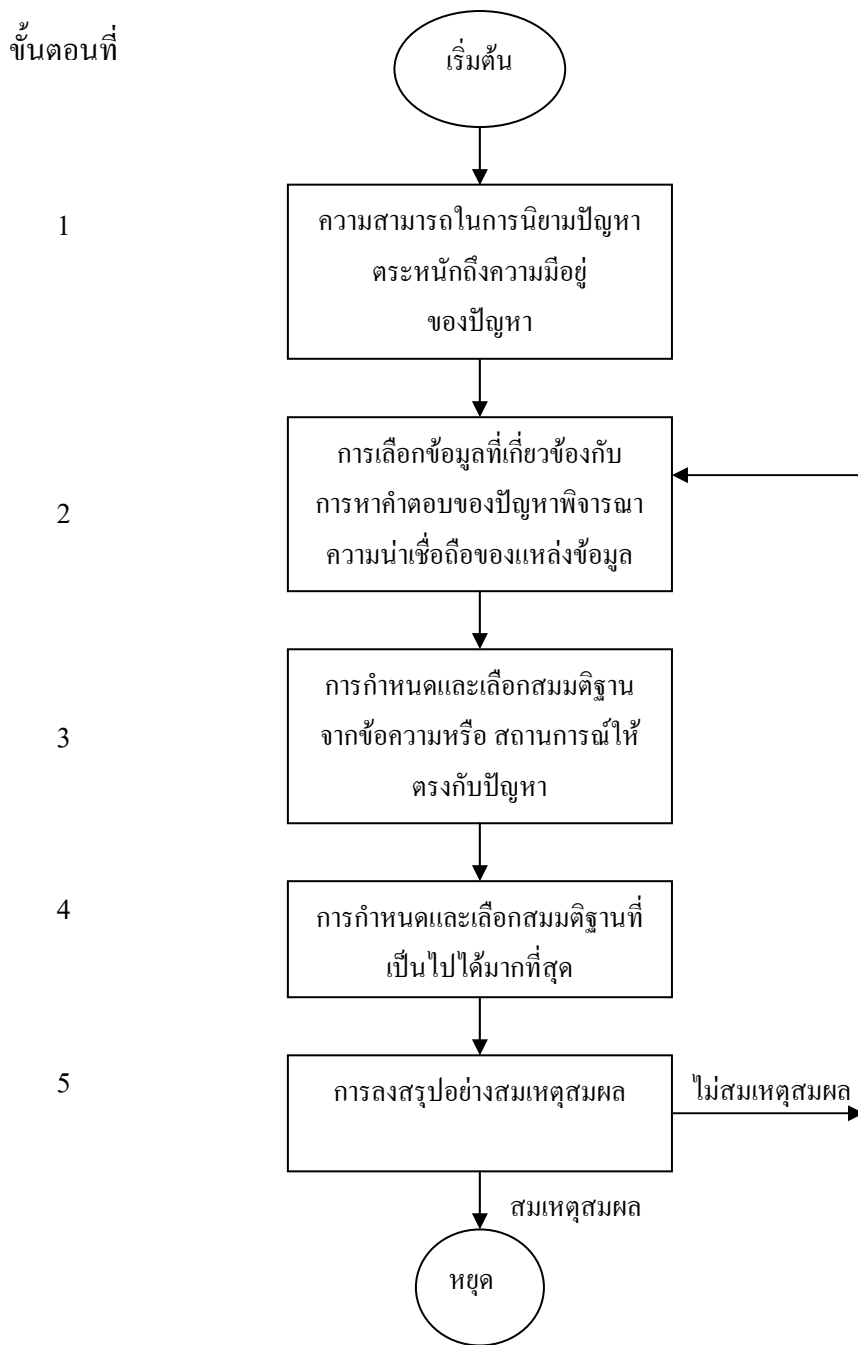 ขั้นตอนที่
เริ่มต้น
1
ความสามารถในการนิยามปัญหา
ตระหนักถึงความมีอยู่
ของปัญหา
2
การเลือกข้อมูลที่เกี่ยวข้องกับ
การหาคำตอบของปัญหาพิจารณา
ความน่าเชื่อถือของแหล่งข้อมูล
3
การกำหนดและเลือกสมมติฐาน
จากข้อความหรือ สถานการณ์ให้
ตรงกับปัญหา
4
การกำหนดและเลือกสมมติฐานที่
เป็นไปได้มากที่สุด
5
การลงสรุปอย่างสมเหตุสมผล
ไม่สมเหตุสมผล
สมเหตุสมผล
หยุด